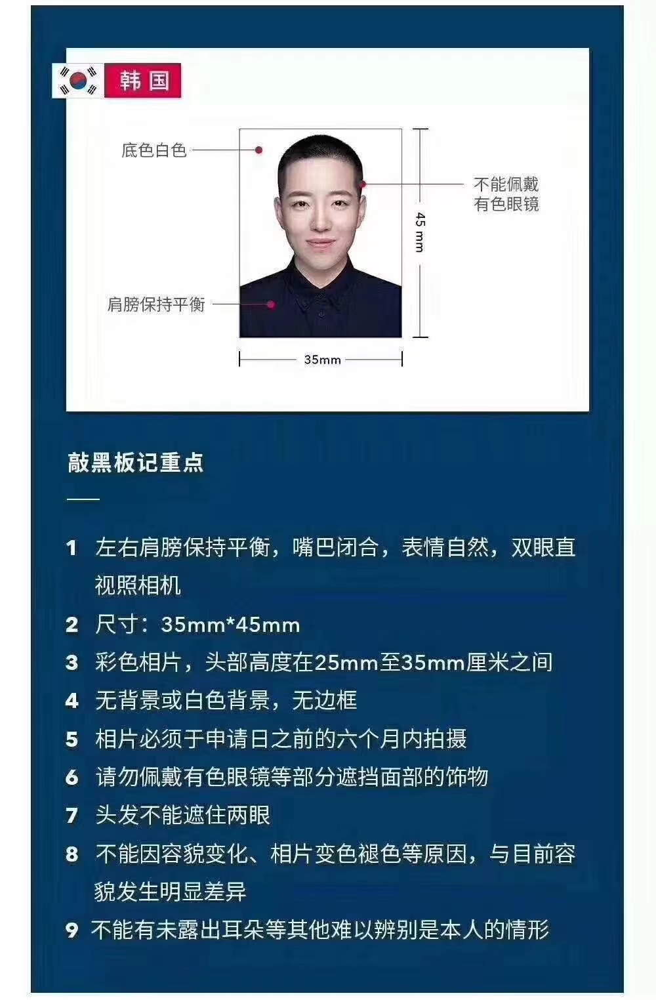 韩国
底色白色
不能佩戴
有色眼镜
45 mm
肩膀保持平衡
35mm
敲黑板记重点
1 左右肩膀保持平衡，嘴巴闭合，表情自然，双眼直
视照相机
2 尺寸：35mm*45mm
3 彩色相片，头部高度在25mm至35mm厘米之间
4 无背景或白色背景，无边框
5 相片必须于申请日之前的六个月内拍摄
6 请勿佩戴有色眼镜等部分遮挡面部的饰物
7 头发不能遮住两眼
8 不能因容貌变化、相片变色褪色等原因，与目前容
貌发生明显差异
9 不能有未露出耳朵等其他难以辨别是本人的情形